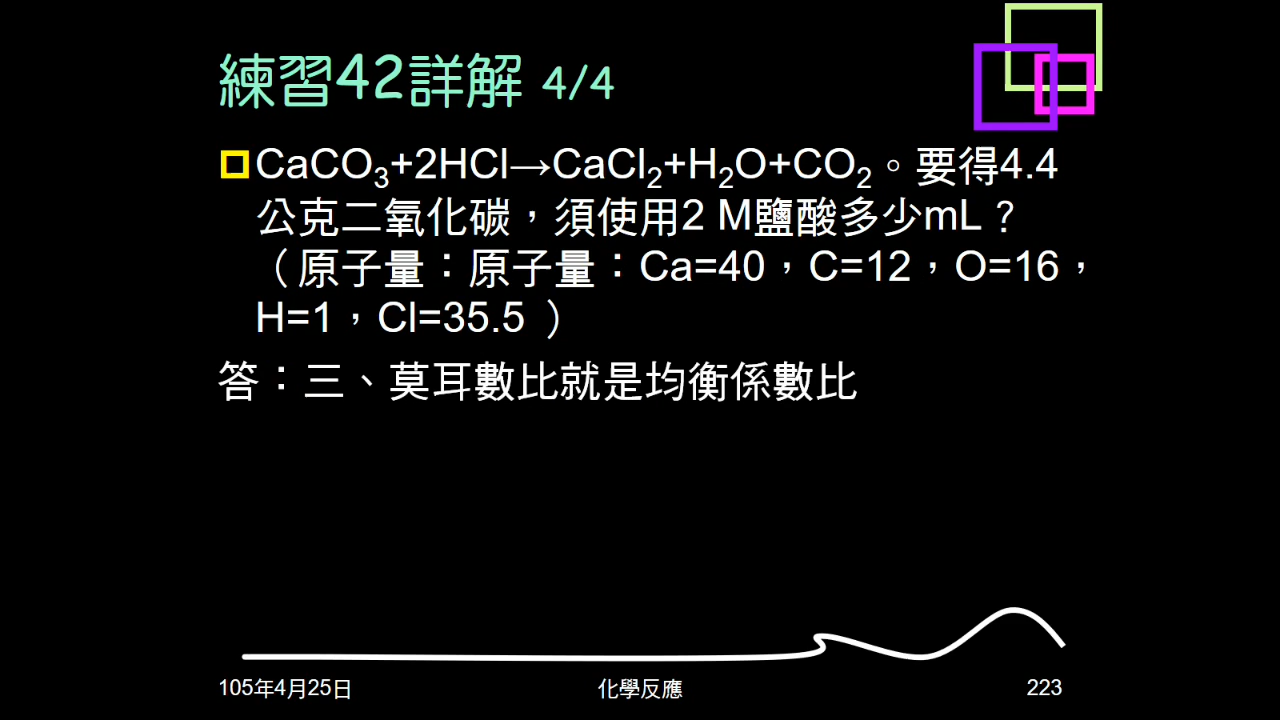 練習42詳解 4/4
CaCO₃+2HCl→CaCl₂+H₂O+CO₂。要得4.4
公克二氧化碳，須使用2 M鹽酸多少mL？
（原子量：原子量：Ca=40，C=12，O=16，
H=1，Cl=35.5 ）
答：三、莫耳數比就是均衡係數比
105年4月25日
化學反應
223